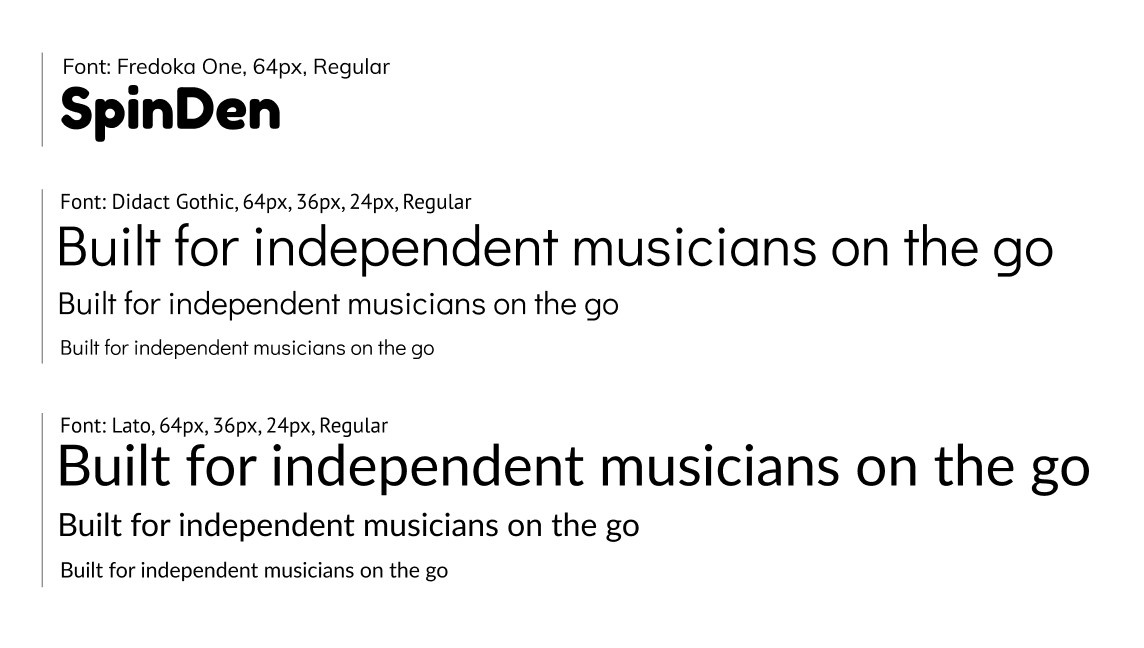 Font: Fredoka One, 64px, Regular
SpinDen
Font: Didact Gothic, 64px, 36px, 24px, Regular
Built for independent musicians on the go
Built for independent musicians on the go
Built for independent musicians on the go
Font: Lato, 64px, 36px, 24px, Regular
Built for independent musicians on the go
Built for independent musicians on the go
Built for independent musicians on the go